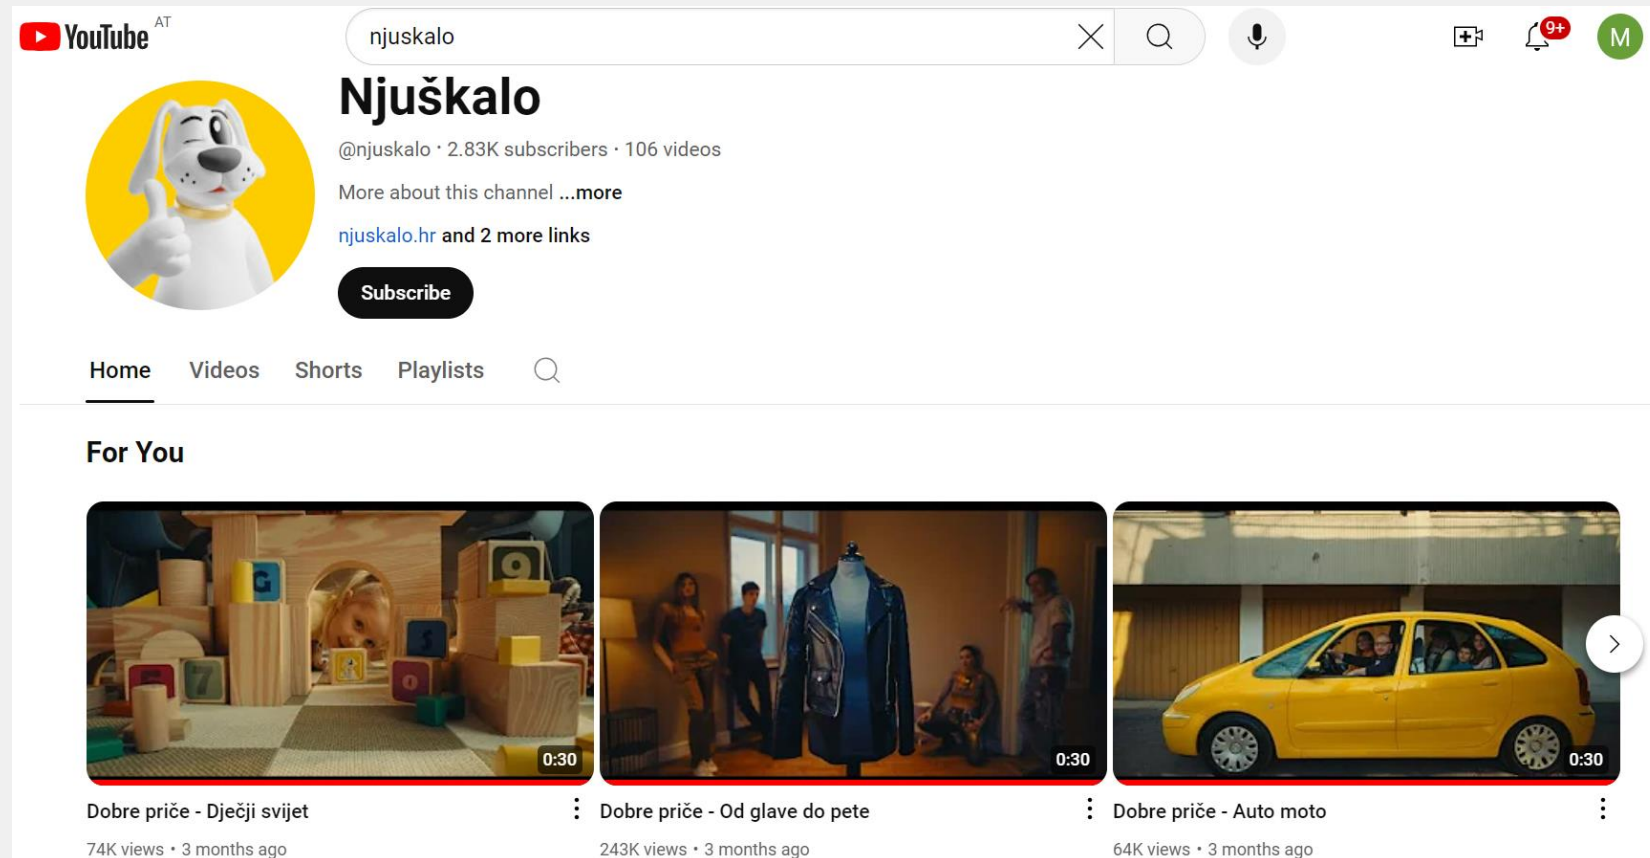 YouTube AT
njuskalo
9+
M
Njuškalo
@njuskalo • 2.83K subscribers • 106 videos
More about this channel ...more
njuskalo.hr and 2 more links
Subscribe
Home Videos Shorts Playlists
For You
G
9
7
0:30
0:30
0:30
Dobre priče - Dječji svijet
Dobre priče - Od glave do pete
Dobre priče - Auto moto
74K views • 3 months ago
243K views • 3 months ago
64K views • 3 months ago